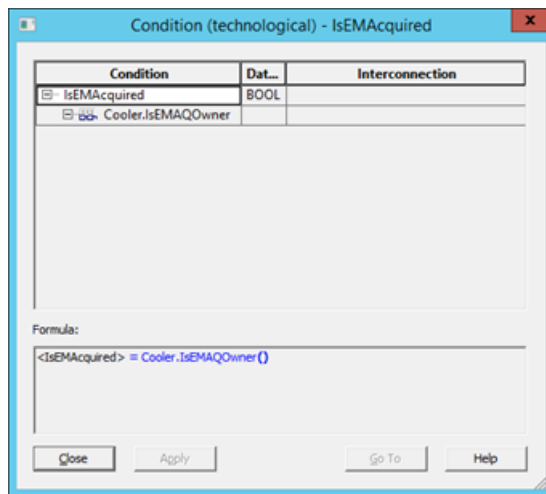 Condition (technological) - IsEMAcquired
x
Condition Dat... Interconnection
IsEMAcquired BOOL
Cooler.IsEMAQOwner
Formula:
<IsEMAcquired> = Cooler.IsEMAQOwner()
Close Apply Go To Help